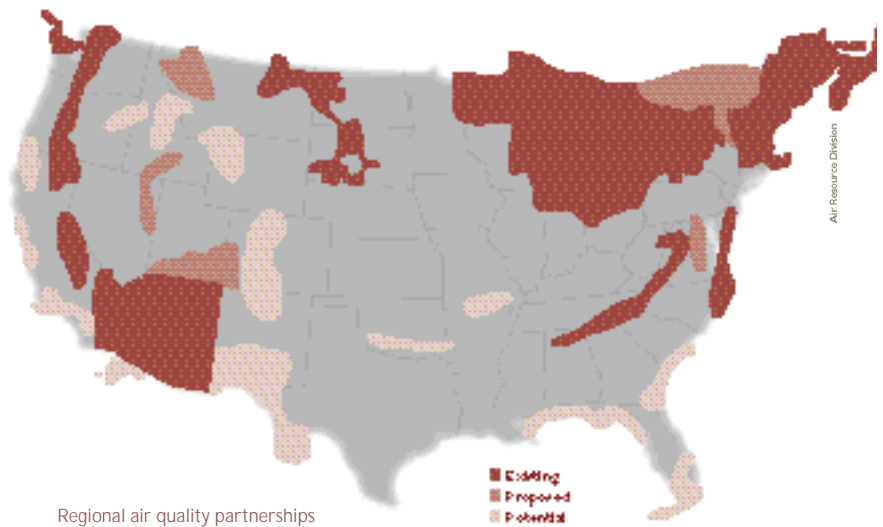 Air Resource Division
Existing
Proposed
Potential
Regional air quality partnerships